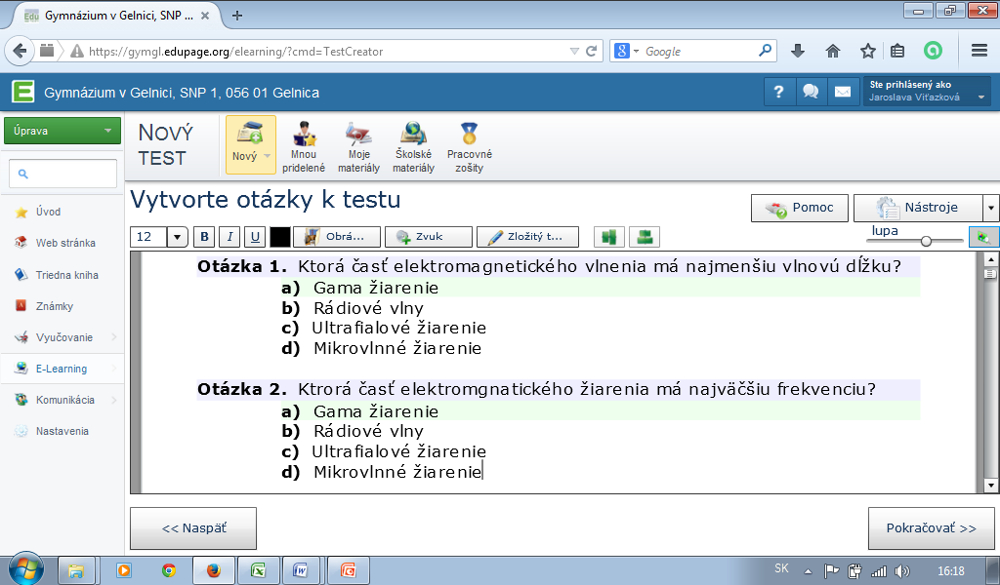 Edu Gymnázium v Gelnici, SNP ...
https://gymgl.edupage.org/elearning/?cmd=TestCreator
Google
Gymnázium v Gelnici, SNP 1, 056 01 Gelnica
?
Ste prihlásený ako
Jaroslava Víťazková
Úprava
NOVÝ
TEST
Nový
Mnou
pridelené
Moje
materiály
Školské
materiály
Pracovné
zošity
Úvod
Web stránka
Triedna kniha
Známky
Vyučovanie
E-Learning
Komunikácia
Nastavenia
Vytvorte otázky k testu
Pomoc
Nástroje
12
B
I
U
Obrá...
Zvuk
Zložitý t...
lupa
Otázka 1. Ktorá časť elektromagnetického vlnenia má najmenšiu vlnovú dĺžku?
a) Gama žiarenie
b) Rádiové vlny
c) Ultrafialové žiarenie
d) Mikrovlnné žiarenie
Otázka 2. Ktrorá časť elektromgnatického žiarenia má najväčšiu frekvenciu?
a) Gama žiarenie
b) Rádiové vlny
c) Ultrafialové žiarenie
d) Mikrovlnné žiarenie
<< Naspäť
Pokračovať >>
SK
16:18